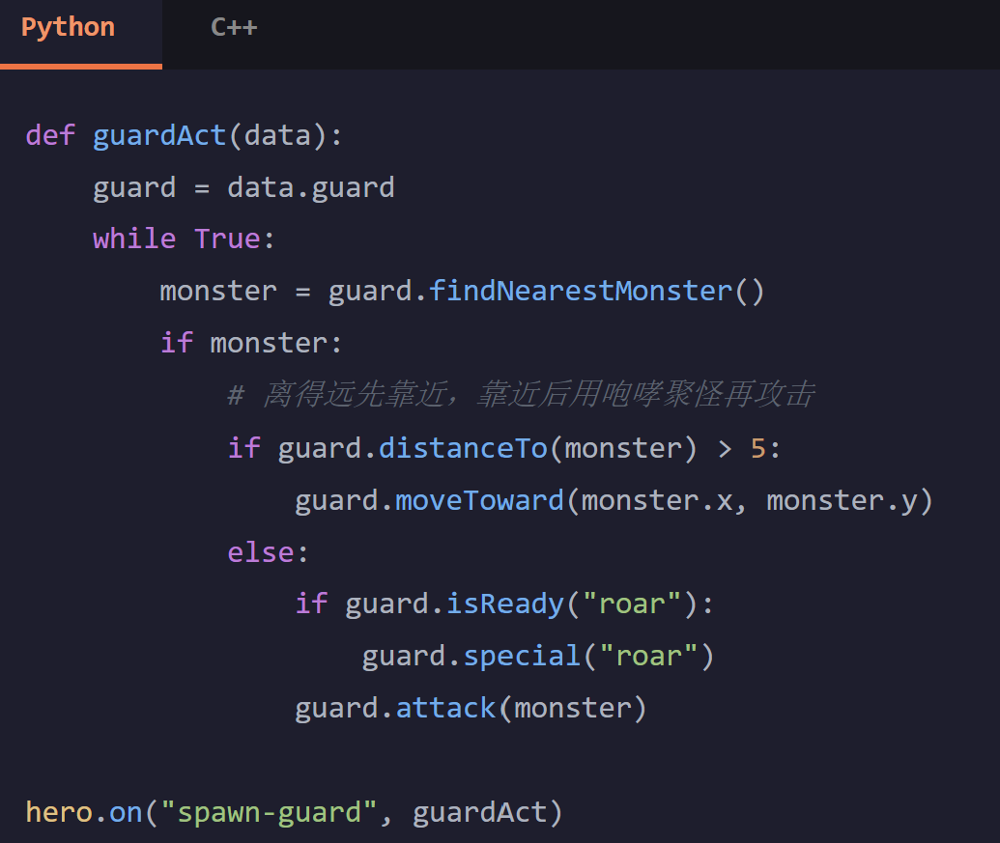 Python C++
def guardAct(data):
    guard = data.guard
    while True:
        monster = guard.findNearestMonster()
        if monster:
            # 离得远先靠近，靠近后用咆哮聚怪再攻击
            if guard.distanceTo(monster) > 5:
                guard.moveToward(monster.x, monster.y)
            else:
                if guard.isReady("roar"):
                    guard.special("roar")
                guard.attack(monster)
hero.on("spawn-guard", guardAct)